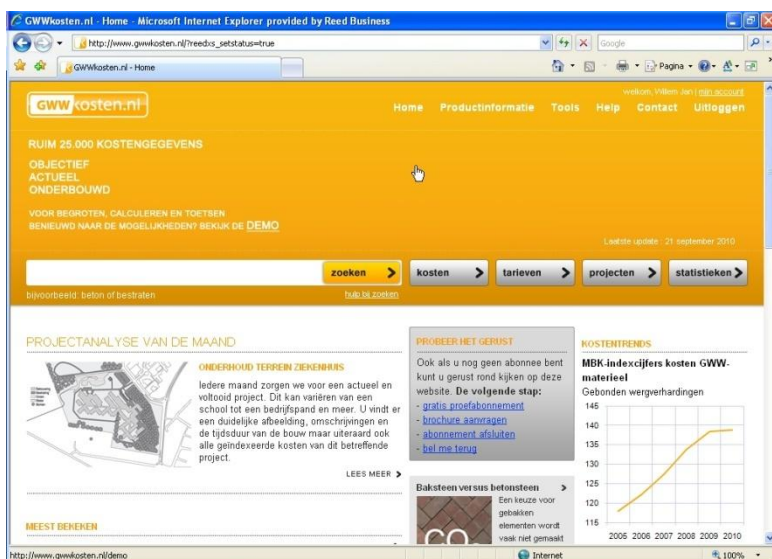 GWWkosten.nl - Home - Microsoft Internet Explorer provided by Reed Business
http://www.gwwkosten.nl/?reedxs_setstatus=true
Google
GWWkosten.nl - Home
Pagina
welkom, Willem Jan | mijn account
GWW kosten.nl
Home Productinformatie Tools Help Contact Uitloggen
RUIM 25.000 KOSTENGEGEVENS
OBJECTIEF
ACTUEEL
ONDERBOUWD
VOOR BEGROTEN, CALCULEREN EN TOETSEN
BENIEUWD NAAR DE MOGELIJKHEDEN? BEKIJK DE DEMO
Laatste update : 21 september 2010
zoeken kosten tarieven projecten statistieken
bijvoorbeeld: beton of bestraten
hulp bij zoeken
PROJECTANALYSE VAN DE MAAND
ONDERHOUD TERREIN ZIEKENHUIS
Iedere maand zorgen we voor een actueel en
voltooid project. Dit kan variëren van een
school tot een bedrijfspand en meer. U vindt er
een duidelijke afbeelding, omschrijvingen en
de tijdsduur van de bouw maar uiteraard ook
alle geïndexeerde kosten van dit betreffende
project.
LEES MEER
MEEST BEKEKEN
PROBEER HET GERUST
Ook als u nog geen abonnee bent
kunt u gerust rond kijken op deze
website. De volgende stap:
- gratis proefabonnement
- brochure aanvragen
- abonnement afsluiten
- bel me terug
Baksteen versus betonsteen
Een keuze voor
gebakken
elementen wordt
vaak niet gemaakt
CO
KOSTENTRENDS
MBK-indexcijfers kosten GWW-
materieel
Gebonden wergverhardingen
145
140
135
130
125
120
115
2005 2006 2007 2008 2009 2010
http://www.gwwkosten.nl/demo
Internet
100%